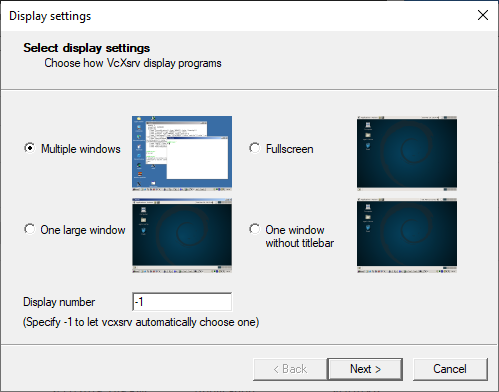 Display settings
Select display settings
Choose how VcXsrv display programs
Multiple windows
Fullscreen
One large window
One window
without titlebar
Display number
-1
(Specify -1 to let vcxsrv automatically choose one)
< Back
Next >
Cancel